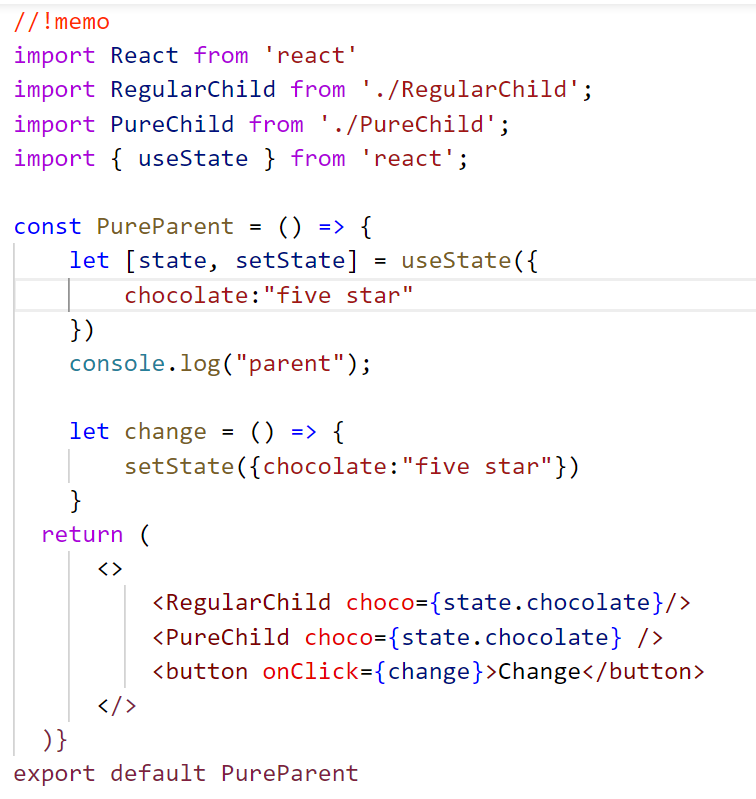 //!memo
import React from 'react'
import RegularChild from './RegularChild';
import PureChild from './PureChild';
import { useState } from 'react';
const PureParent = () => {
let [state, setState] = useState({
chocolate:"five star"
})
console.log("parent");
let change = () => {
setState({chocolate:"five star"})
}
return (
<>
<RegularChild choco={state.chocolate}/>
<PureChild choco={state.chocolate} />
<button onClick={change}>Change</button>
</>
)}
export default PureParent